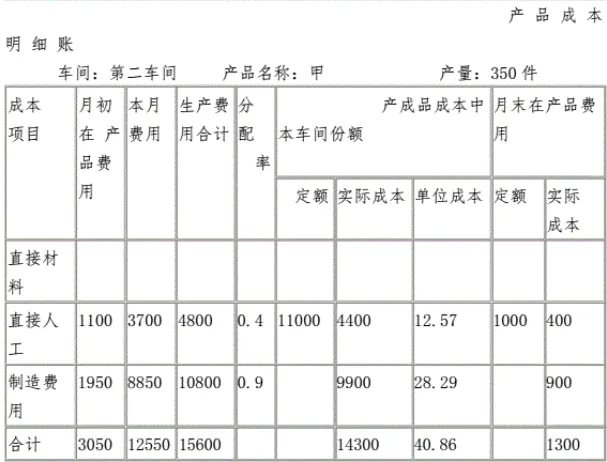 产 品 成 本
明 细 账
车间：第二车间 产品名称：甲 产量：350 件
成本项目 月初在 产品费用 本月费用 生产费用合计 分配率 产成品成本中本车间份额 月末在产品费用
定额 实际成本 单位成本 定额 实际成本
直接材料
直接人工 1100 3700 4800 0.4 11000 4400 12.57 1000 400
制造费用 1950 8850 10800 0.9 9900 28.29 900
合计 3050 12550 15600 14300 40.86 1300